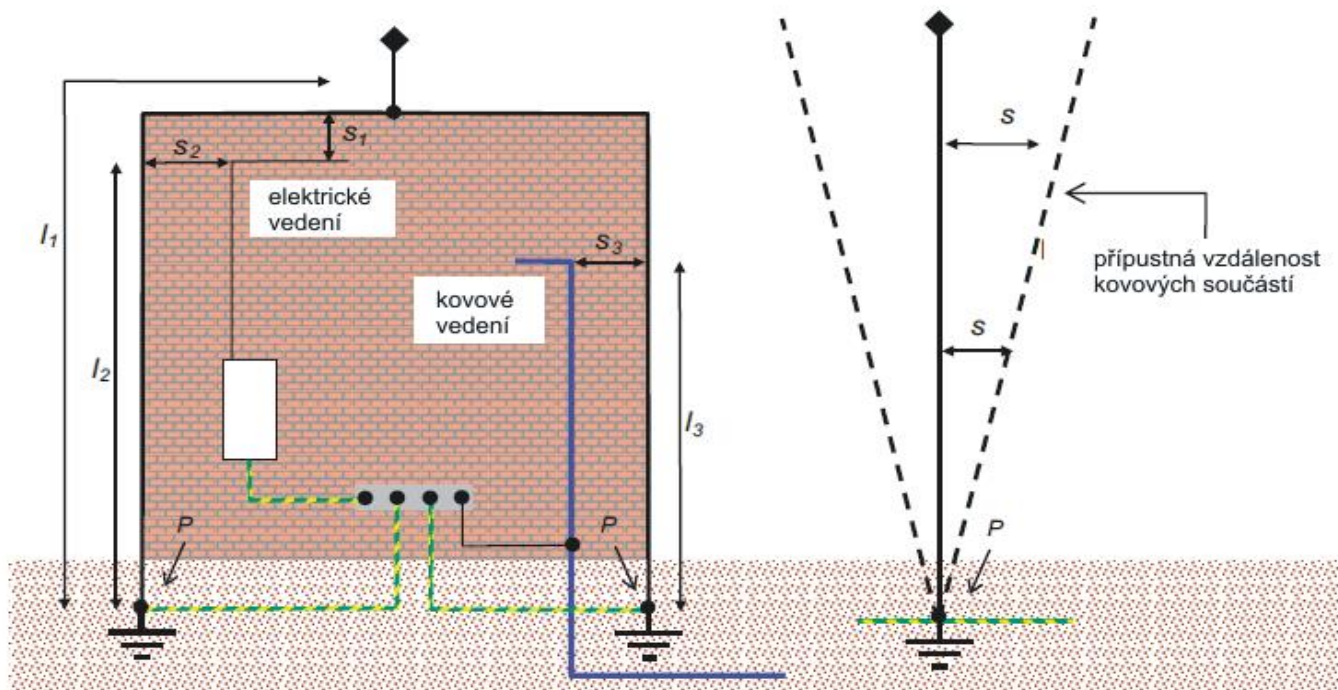 s₁
s₂
elektrické
vedení
l₁
s₃
kovové
vedení
l₂
l₃
P
P
s
přípustná vzdálenost
kovových součástí
s
P